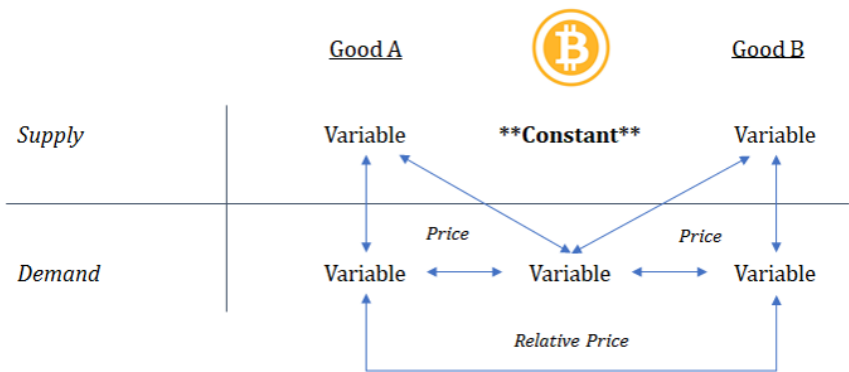 Good A
Good B
Supply
Variable
**Constant**
Variable
Price
Price
Demand
Variable
Variable
Variable
Relative Price